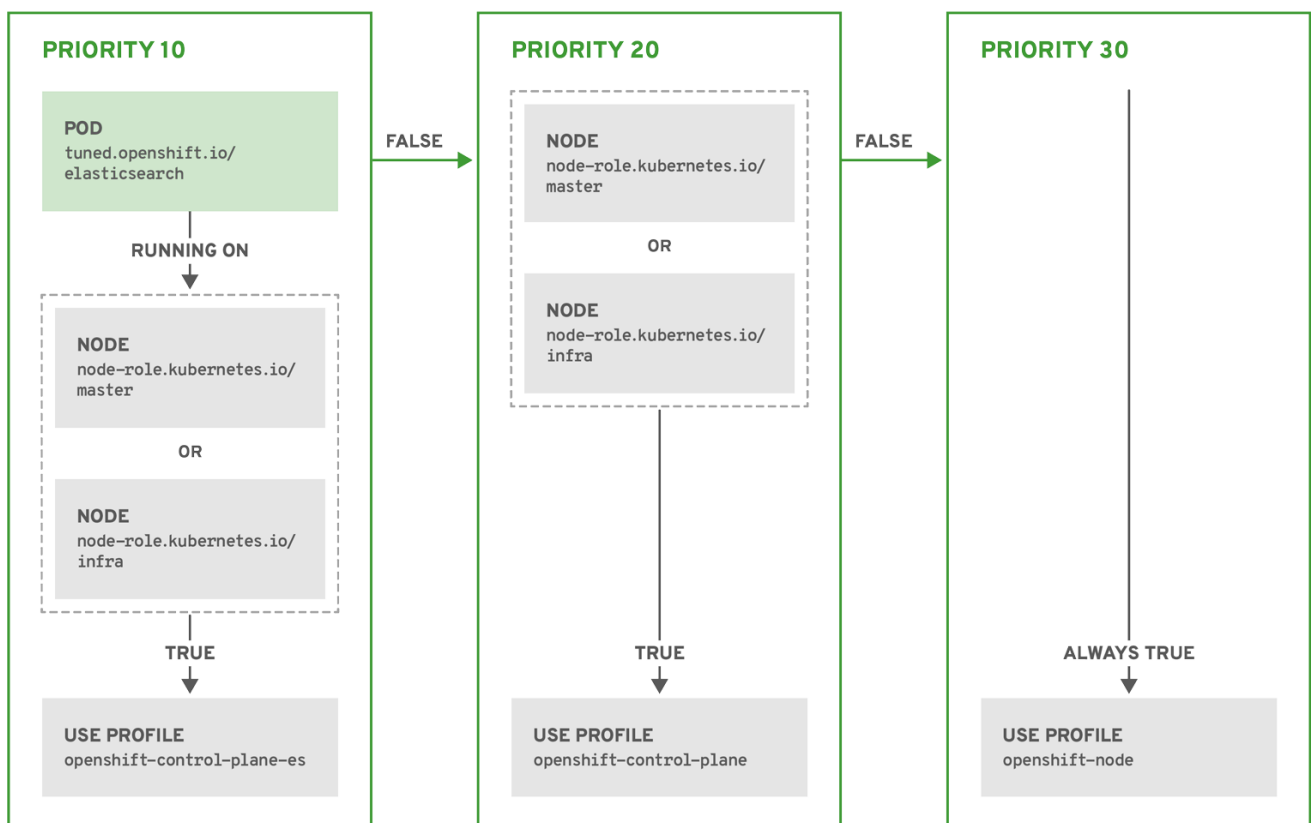 PRIORITY 10
POD
tuned.openshift.io/
elasticsearch
RUNNING ON
NODE
node-role.kubernetes.io/
master
OR
NODE
node-role.kubernetes.io/
infra
TRUE
USE PROFILE
openshift-control-plane-es
FALSE
PRIORITY 20
NODE
node-role.kubernetes.io/
master
OR
NODE
node-role.kubernetes.io/
infra
TRUE
USE PROFILE
openshift-control-plane
FALSE
PRIORITY 30
ALWAYS TRUE
USE PROFILE
openshift-node